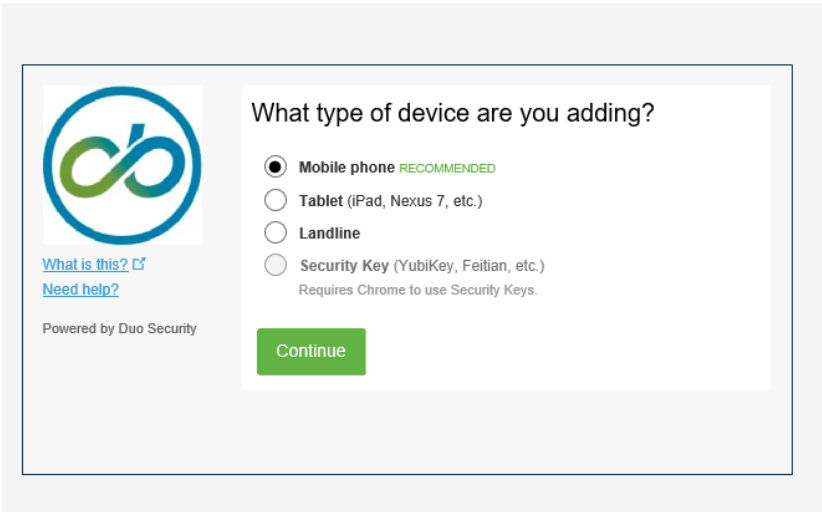 What type of device are you adding?
Mobile phone RECOMMENDED
Tablet (iPad, Nexus 7, etc.)
Landline
Security Key (YubiKey, Feitian, etc.)
Requires Chrome to use Security Keys.
Continue
What is this?
Need help?
Powered by Duo Security